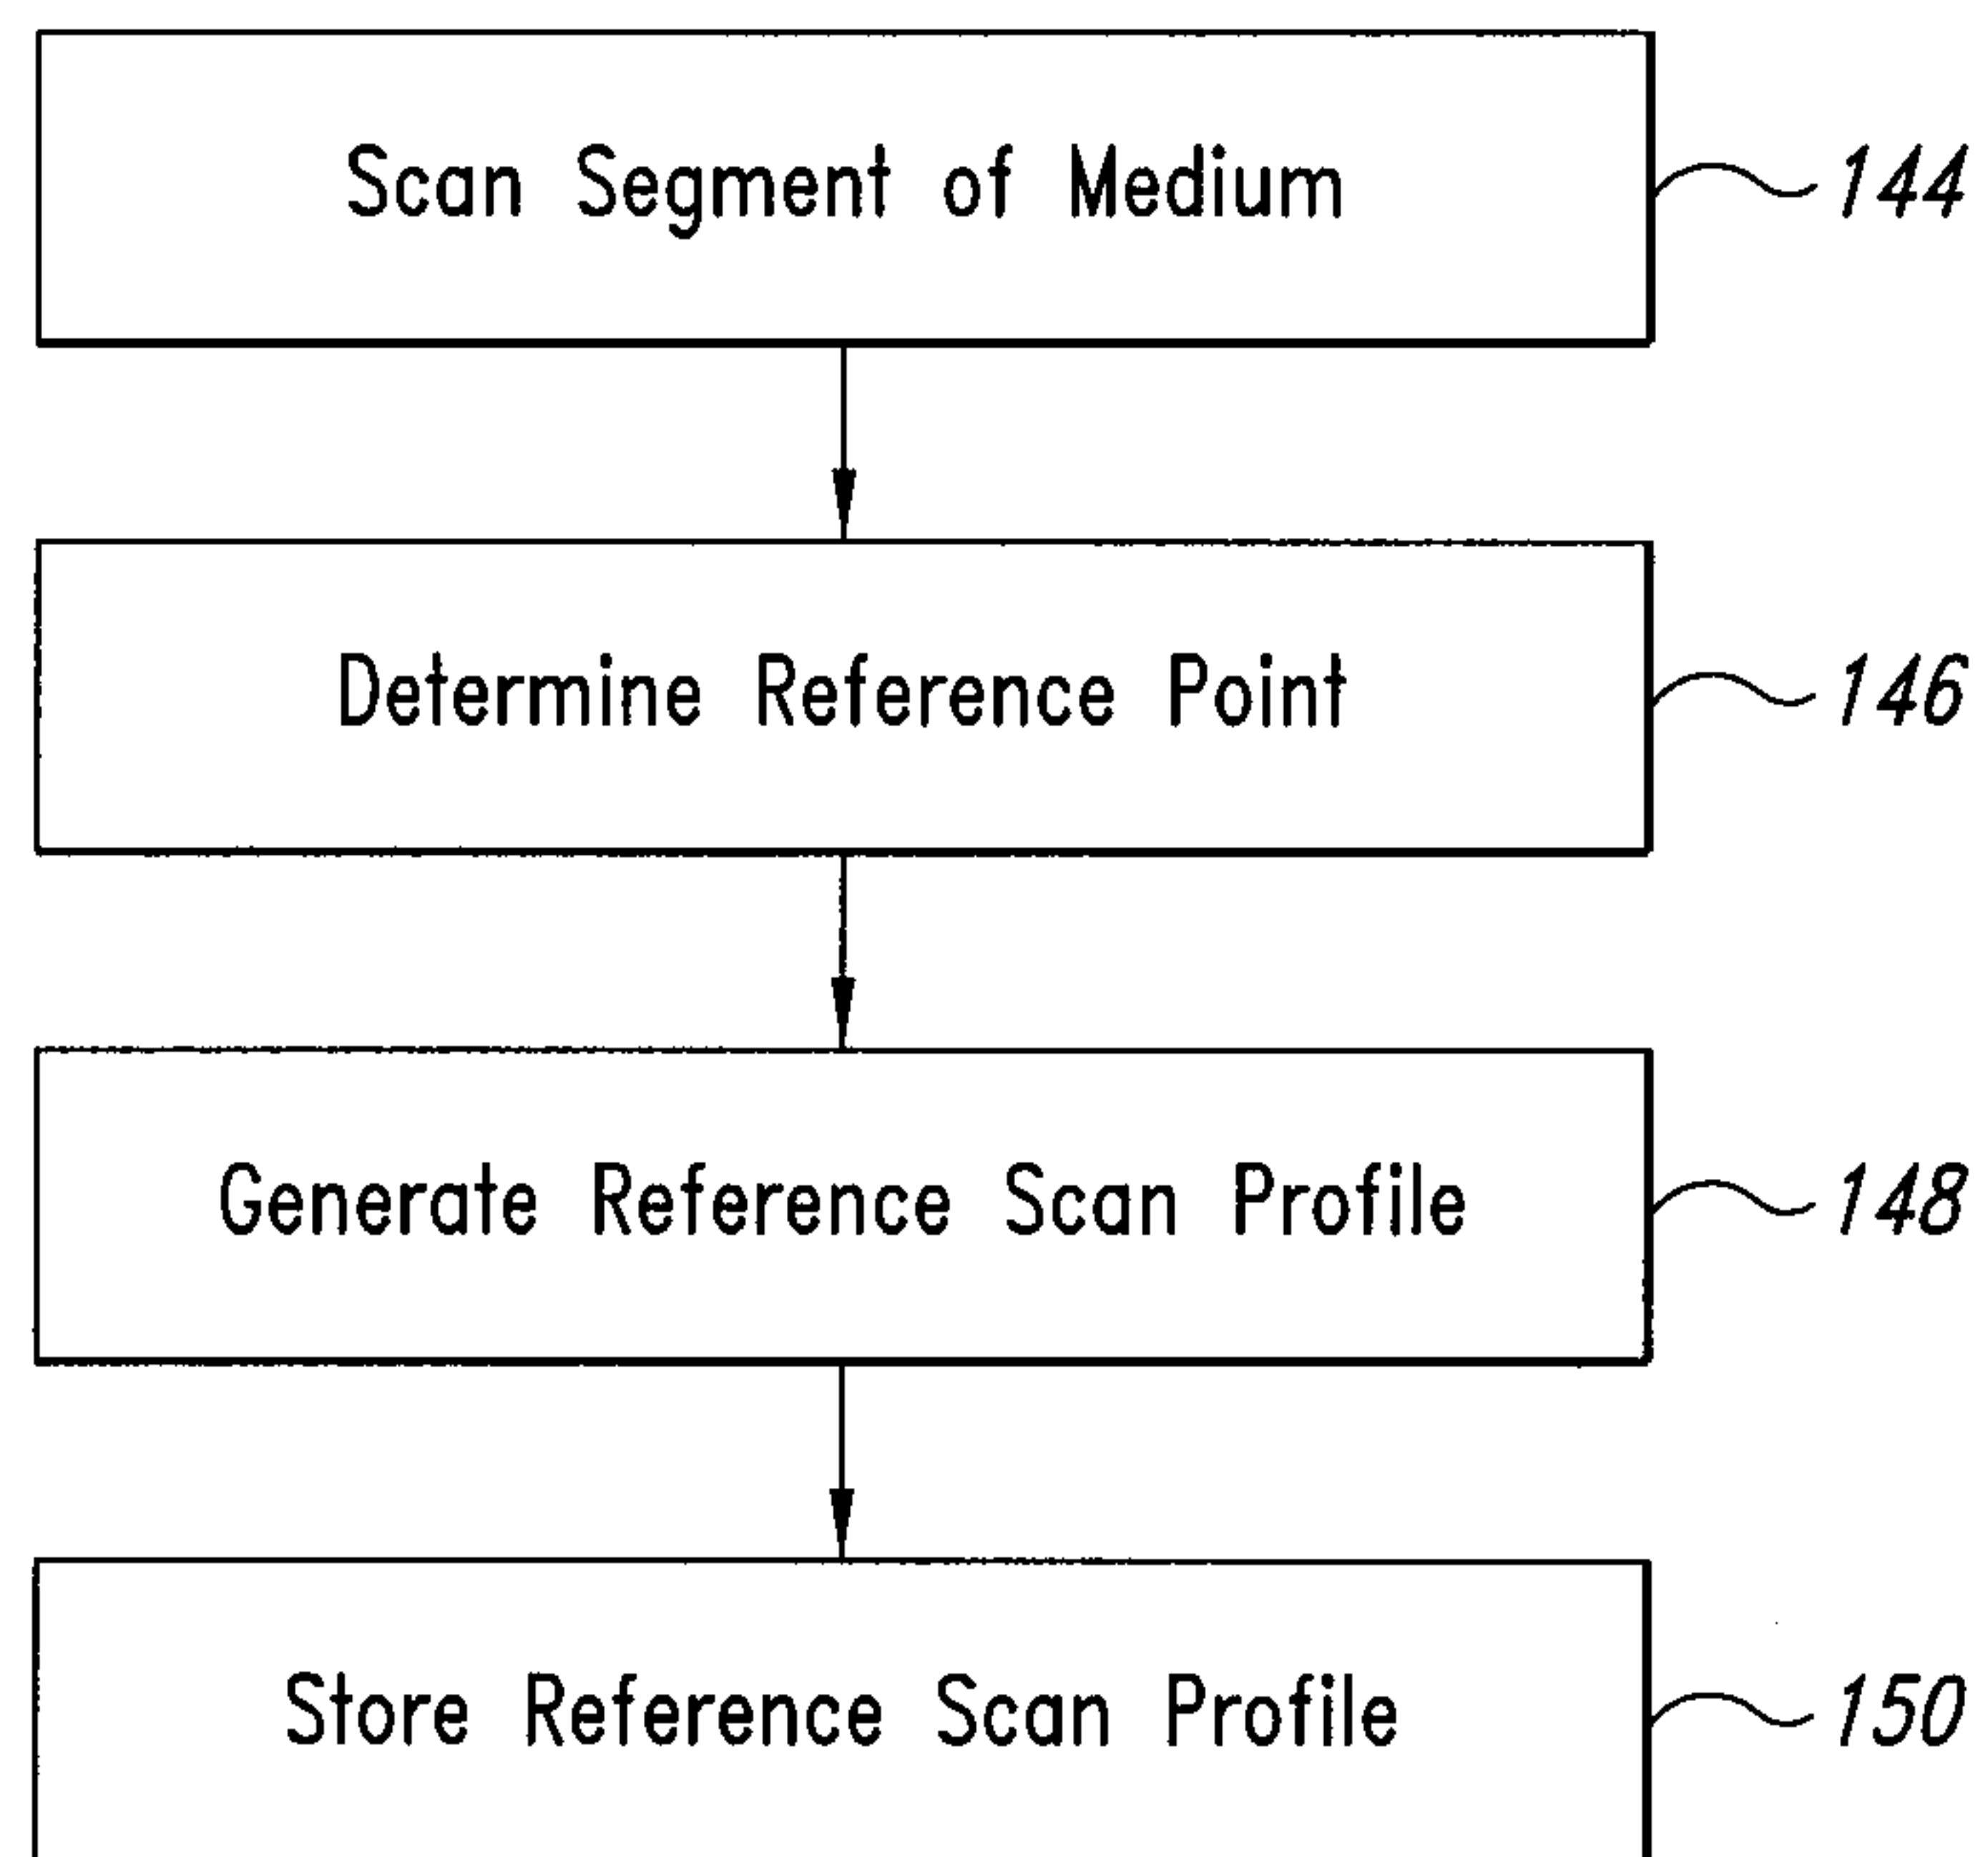 Scan Segment of Medium 144
Determine Reference Point 146
Generate Reference Scan Profile 148
Store Reference Scan Profile 150